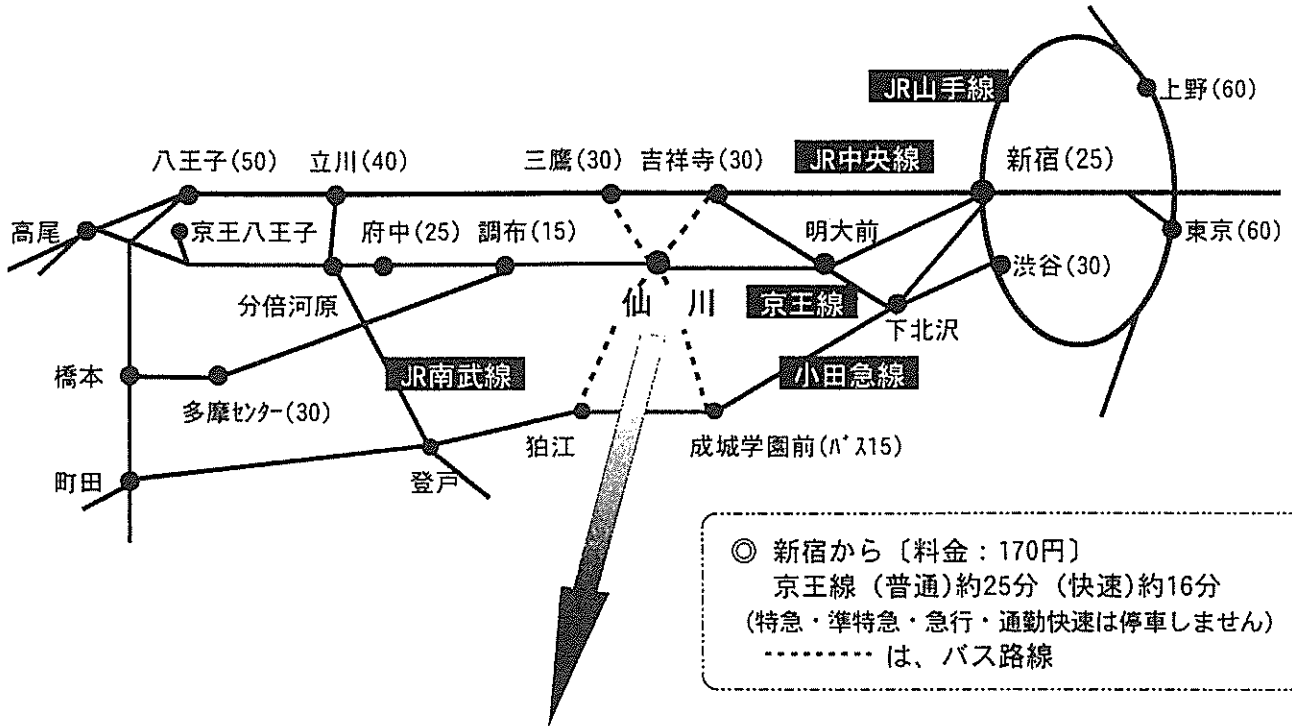 JR山手線
上野(60)
八王子(50)
立川(40)
三鷹(30)
吉祥寺(30)
JR中央線
新宿(25)
高尾
京王八王子
府中(25)
調布(15)
明大前
東京(60)
渋谷(30)
分倍河原
仙川
京王線
下北沢
橋本
JR南武線
小田急線
多摩センター(30)
狛江
成城学園前(バス15)
町田
登戸
◎ 新宿から〔料金：170円〕
京王線 (普通)約25分 (快速)約16分
(特急・準特急・急行・通勤快速は停車しません)
-------- は、バス路線